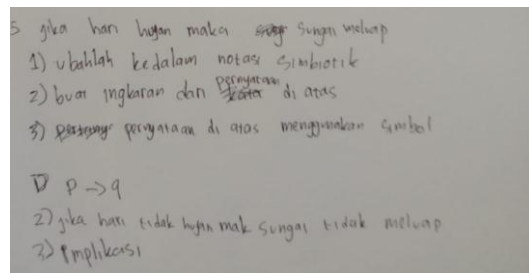 5 jika hari hujan maka sungai meluap
1) ubahlah kedalam notasi simbiotik
2) buat ingkaran dan pernyataan di atas
3) pernyataan di atas menggunakan simbol
1) p → q
2) jika hari tidak hujan mak sungai tidak meluap
3) implikasi